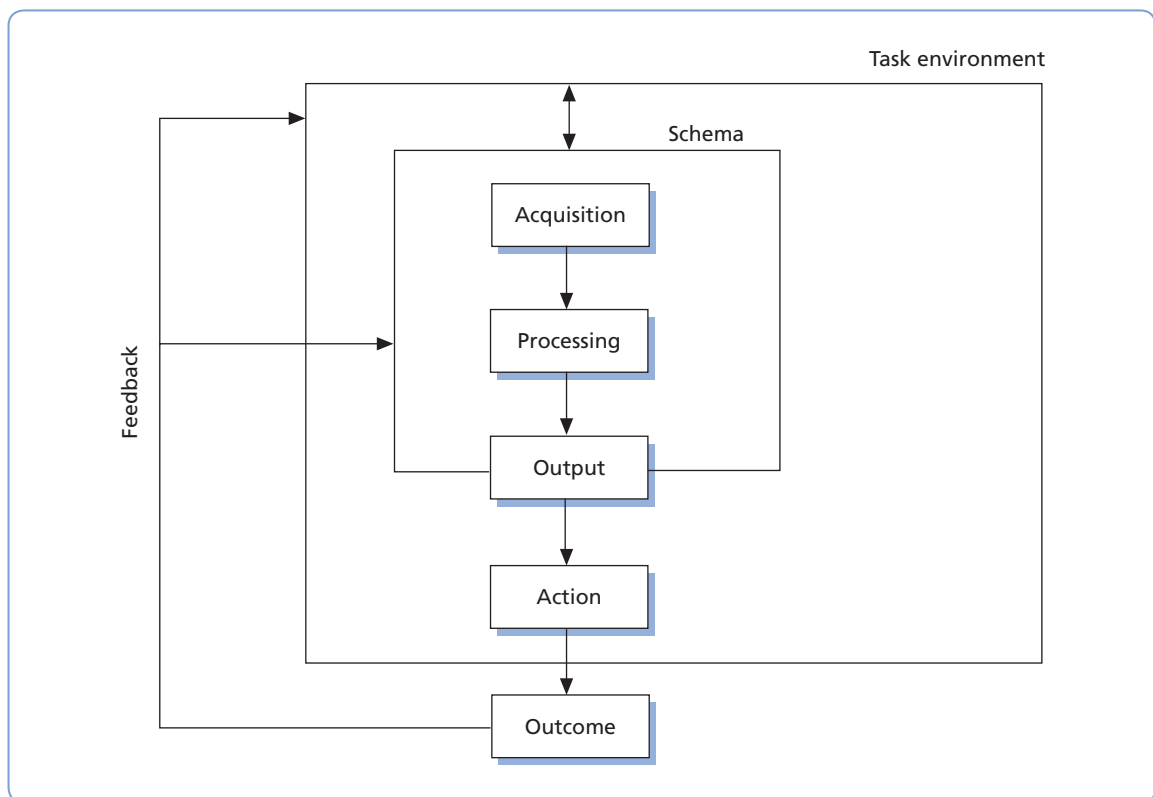 Task environment
Schema
Acquisition
Processing
Feedback
Output
Action
Outcome